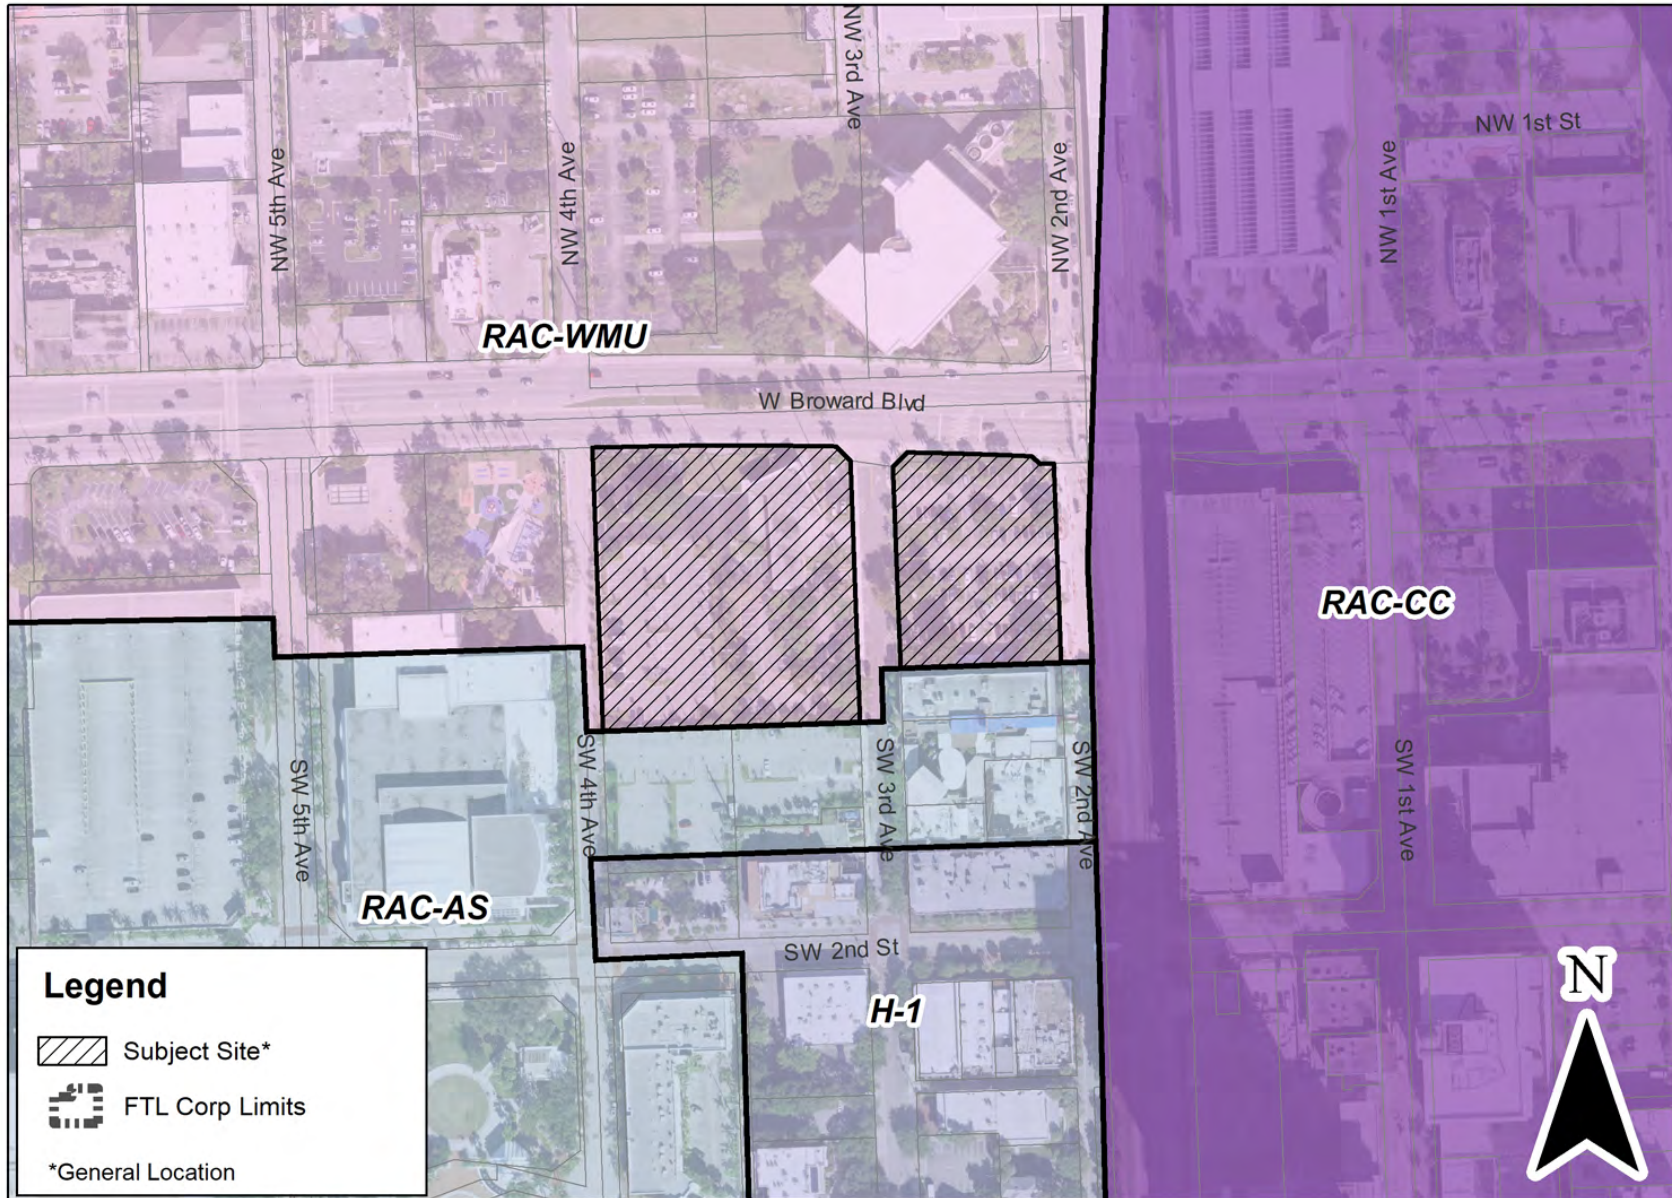 NW 3rd Ave
NW 1st St
NW 5th Ave
NW 4th Ave
NW 2nd Ave
NW 1st Ave
RAC-WMU
W Broward Blvd
RAC-CC
SW 5th Ave
SW 4th Ave
SW 3rd Ave
SW 2nd Ave
SW 1st Ave
RAC-AS
SW 2nd St
H-1
N
Legend
Subject Site*
FTL Corp Limits
*General Location